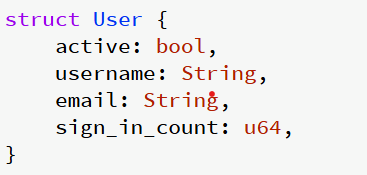 struct User {
    active: bool,
    username: String,
    email: String,
    sign_in_count: u64,
}